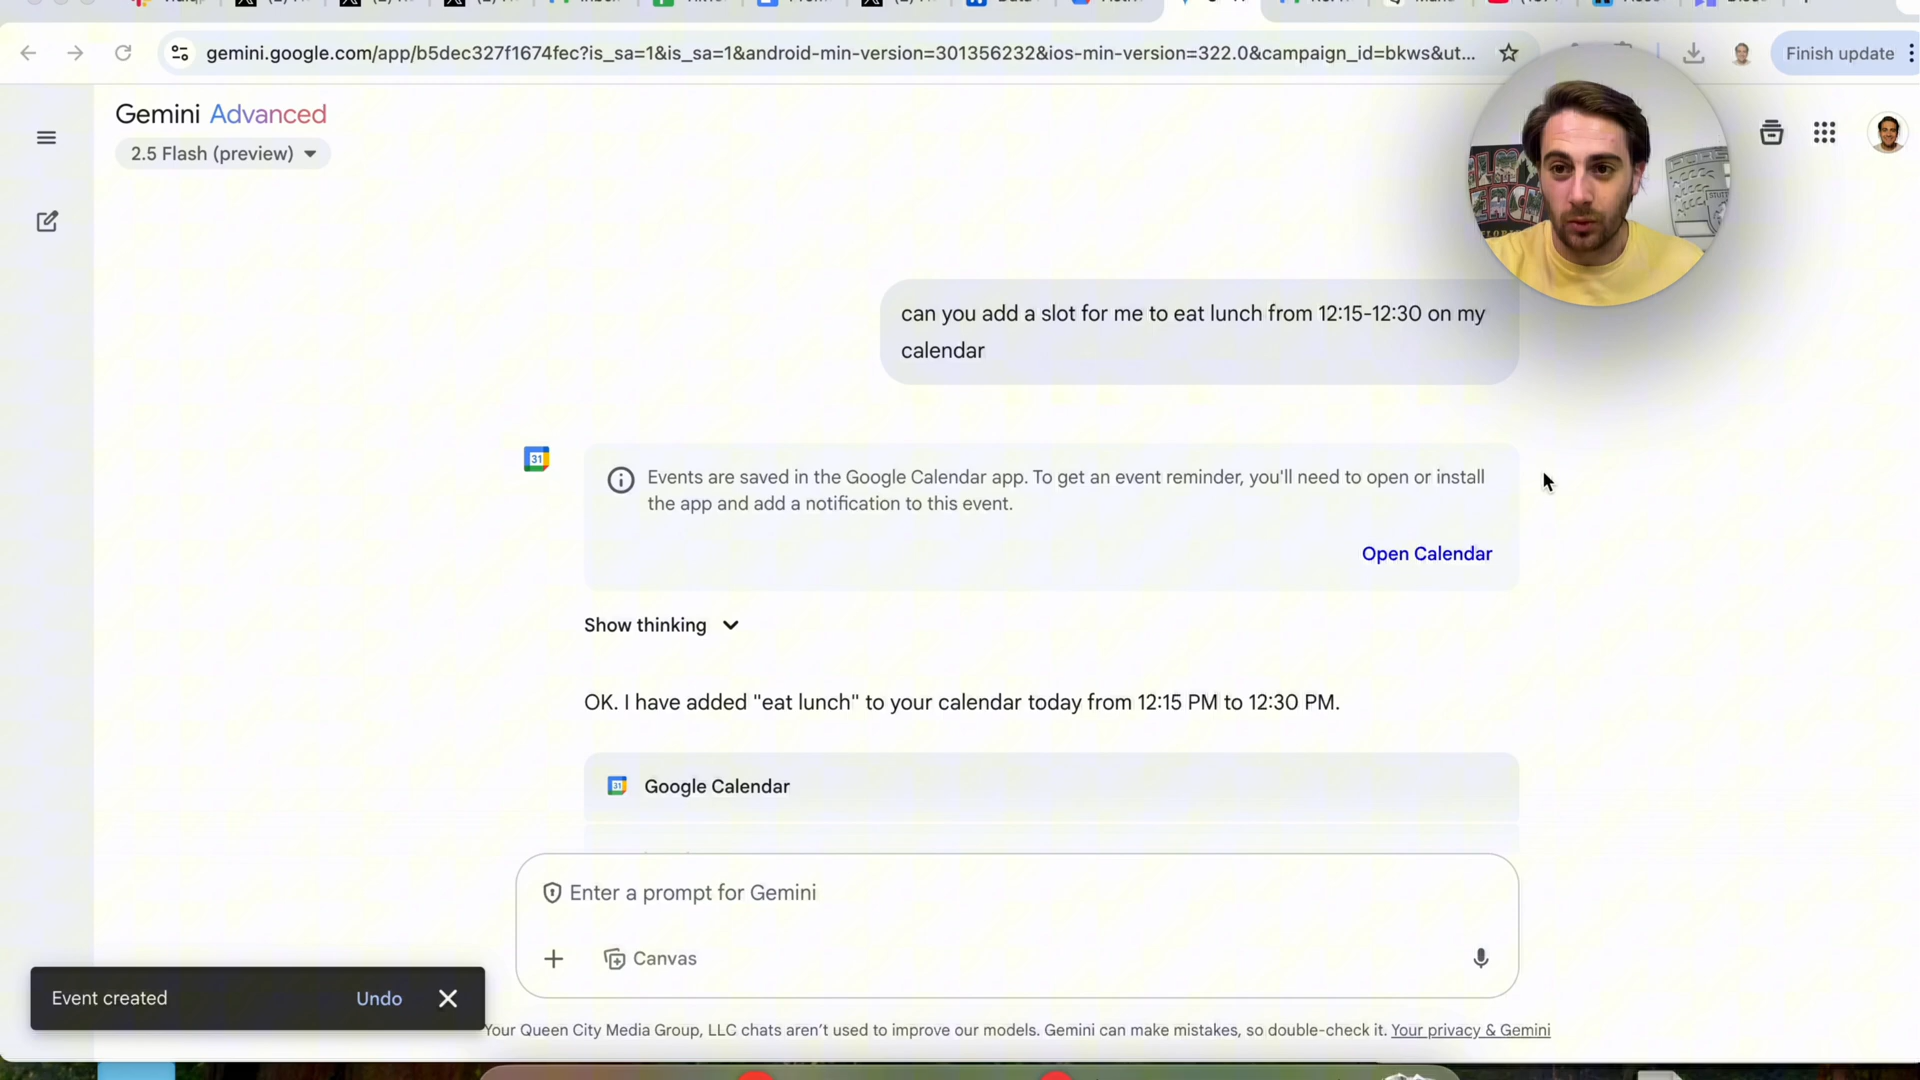 gemini.google.com/app/b5dec327f1674fec?is_sa=1&is_sa=1&android-min-version=301356232&ios-min-version=322.0&campaign_id=bkws&ut...
Finish update
Gemini Advanced
2.5 Flash (preview)
can you add a slot for me to eat lunch from 12:15-12:30 on my
calendar
31
Events are saved in the Google Calendar app. To get an event reminder, you'll need to open or install
the app and add a notification to this event.
Open Calendar
Show thinking
OK. I have added "eat lunch" to your calendar today from 12:15 PM to 12:30 PM.
31
Google Calendar
Enter a prompt for Gemini
Canvas
Event created
Undo
Your Queen City Media Group, LLC chats aren't used to improve our models. Gemini can make mistakes, so double-check it. Your privacy & Gemini